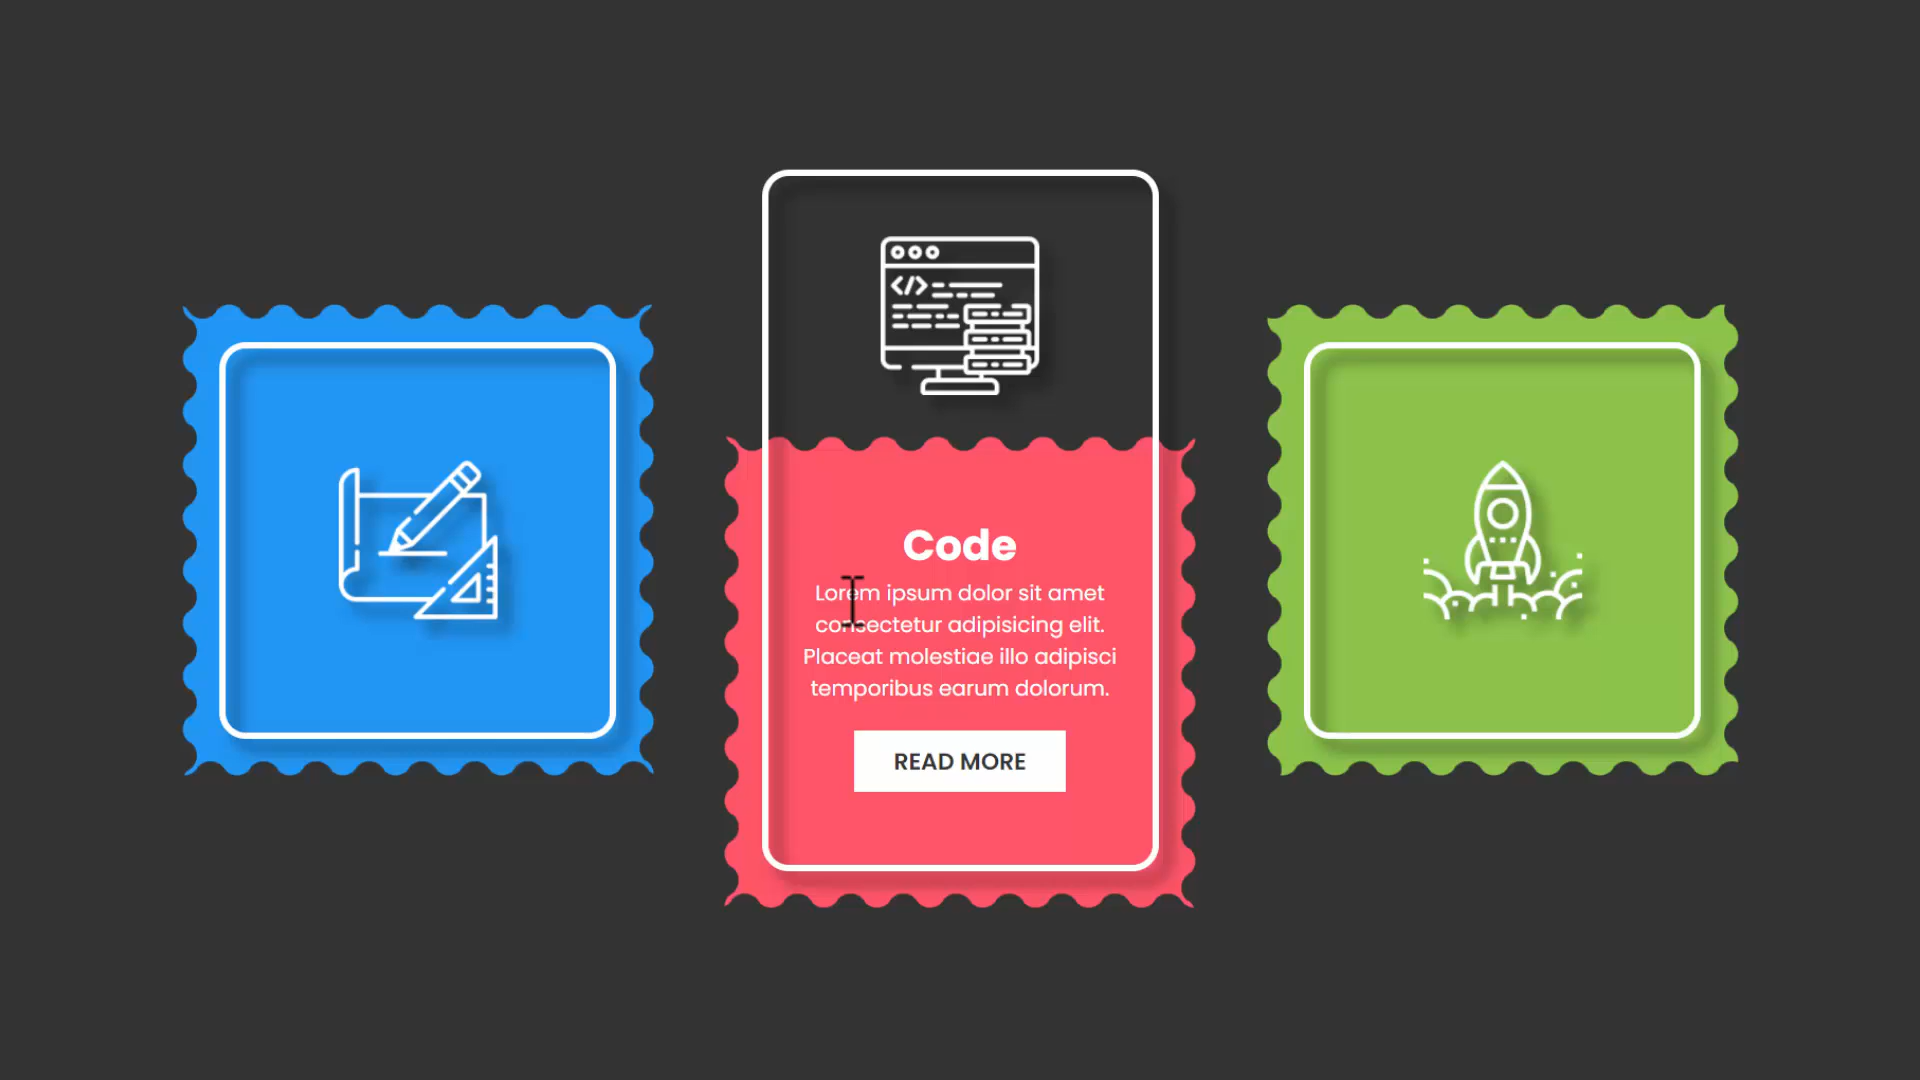 </>
Code
Lorem ipsum dolor sit amet
consectetur adipisicing elit.
Placeat molestiae illo adipisci
temporibus earum dolorum.
READ MORE